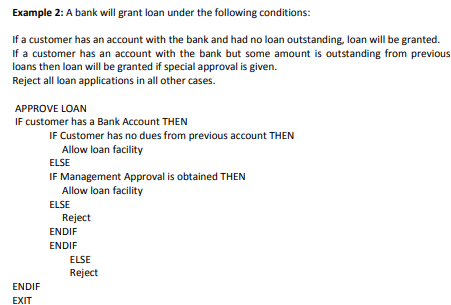 Example 2: A bank will grant loan under the following conditions:
If a customer has an account with the bank and had no loan outstanding, loan will be granted.
If a customer has an account with the bank but some amount is outstanding from previous
loans then loan will be granted if special approval is given.
Reject all loan applications in all other cases.
APPROVE LOAN
IF customer has a Bank Account THEN
IF Customer has no dues from previous account THEN
Allow loan facility
ELSE
IF Management Approval is obtained THEN
Allow loan facility
ELSE
Reject
ENDIF
ENDIF
ELSE
Reject
ENDIF
EXIT